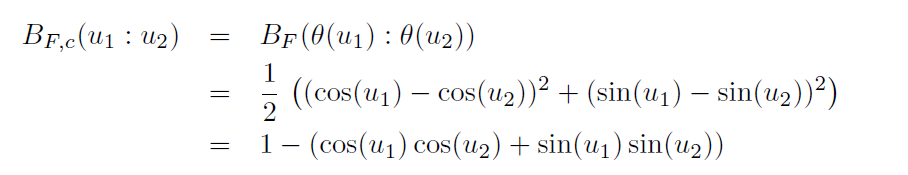 B_{F,c}(u_1 : u_2) = B_F(θ(u_1) : θ(u_2))
= \frac{1}{2} ((cos(u_1) − cos(u_2))^2 + (sin(u_1) − sin(u_2))^2)
= 1 − (cos(u_1) cos(u_2) + sin(u_1) sin(u_2))